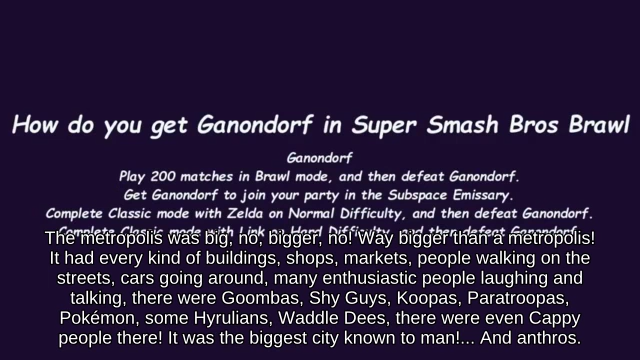 How do you get Ganondorf in Super Smash Bros Brawl
Ganondorf
Play 200 matches in Brawl mode, and then defeat Ganondorf.
Get Ganondorf to join your party in the Subspace Emissary.
Complete Classic mode with Zelda on Normal Difficulty, and then defeat Ganondorf.
Complete Classic mode with Link on Hard Difficulty, and then defeat Ganondorf.
The metropolis was big, no, bigger, no! Way bigger than a metropolis!
It had every kind of buildings, shops, markets, people walking on the
streets, cars going around, many enthusiastic people laughing and
talking, there were Goombas, Shy Guys, Koopas, Paratroopas,
Pokémon, some Hyrulians, Waddle Dees, there were even Cappy
people there! It was the biggest city known to man!... And anthros.